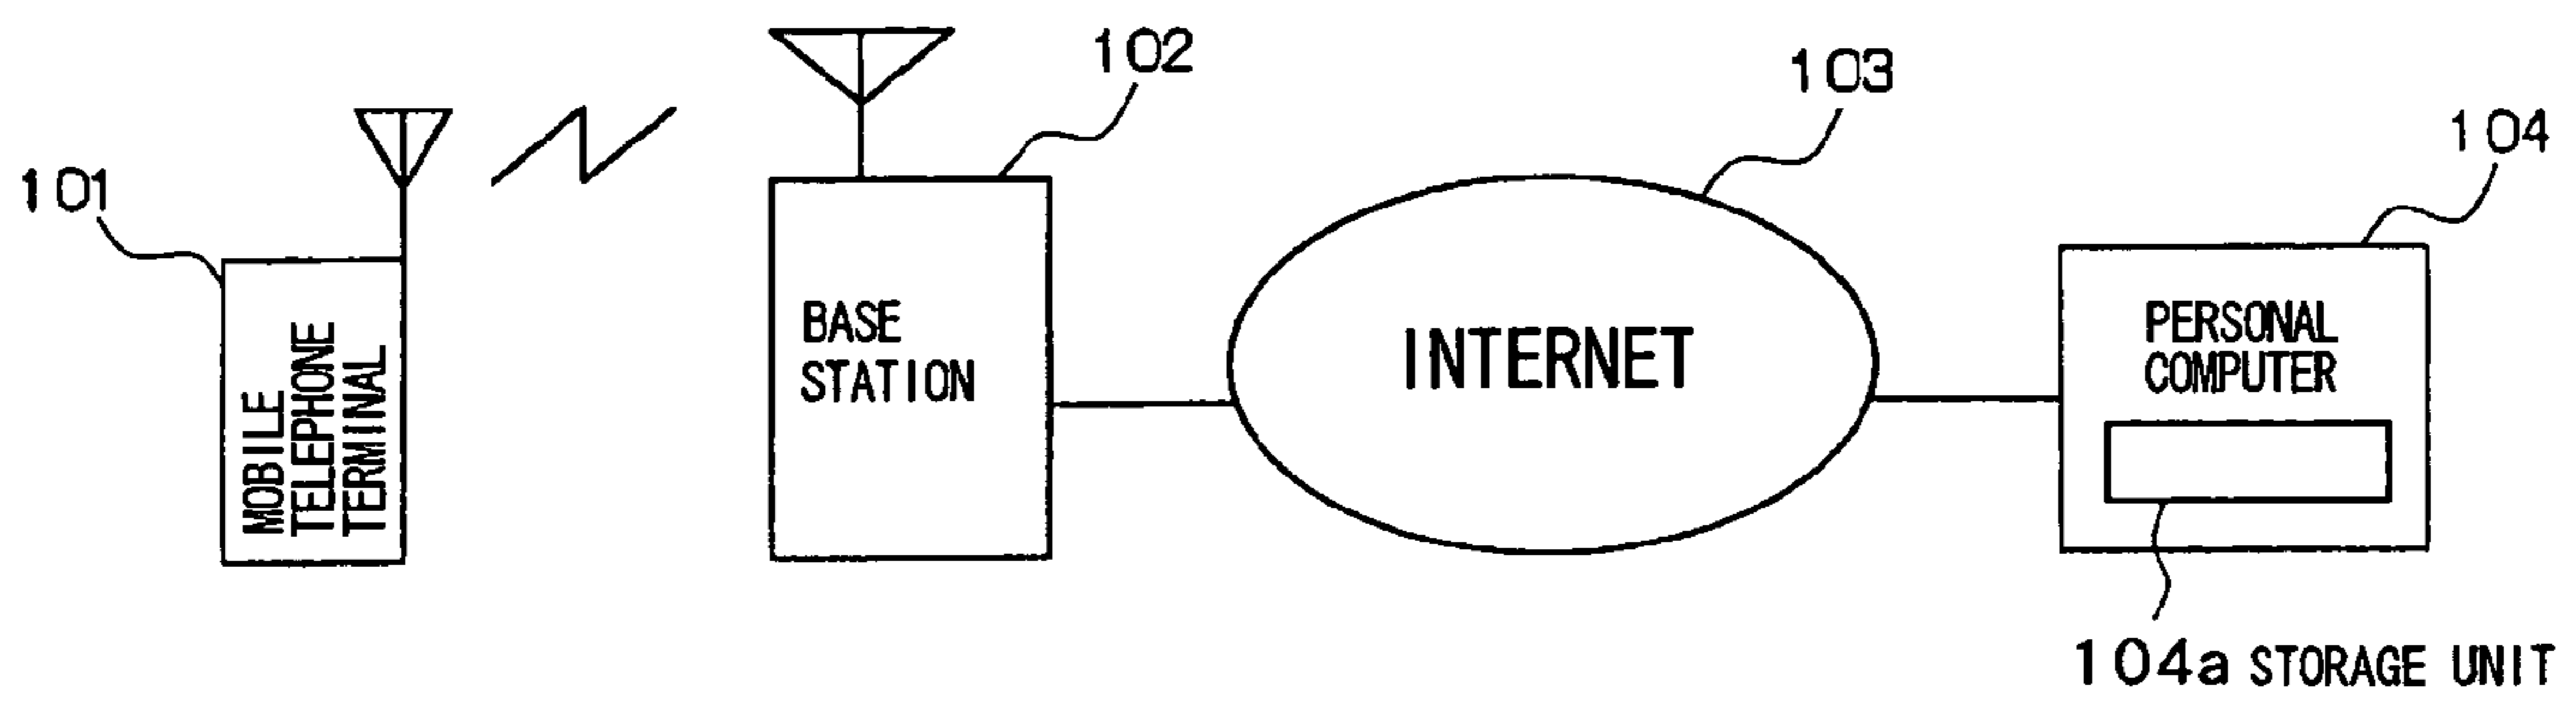 101
MOBILE
TELEPHONE
TERMINAL
102
BASE
STATION
103
INTERNET
104
PERSONAL
COMPUTER
104a STORAGE UNIT